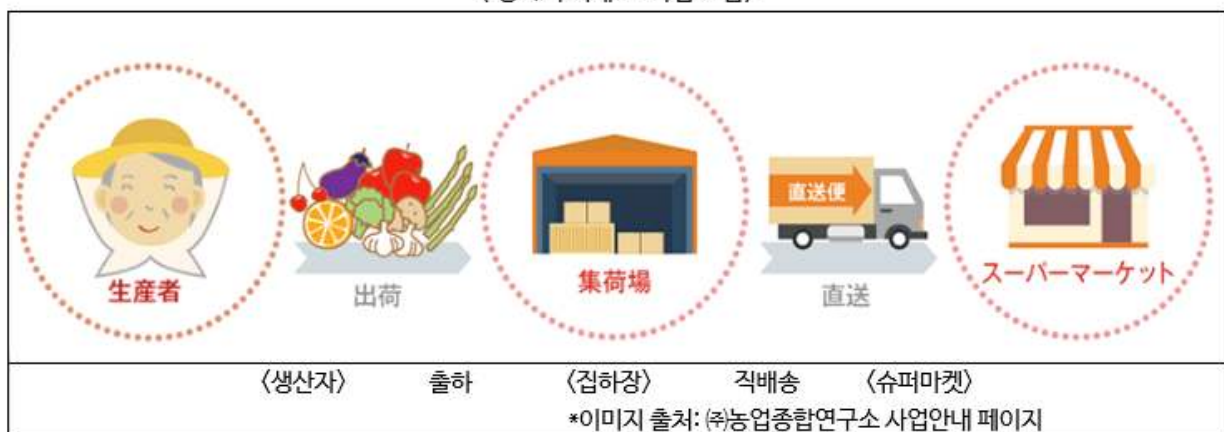 直送便
生産者
出荷
集荷場
直送
スーパーマーケット
<생산자> 출하 <집하장> 직배송 <슈퍼마켓>
*이미지 출처: ㈜농업종합연구소 사업안내 페이지